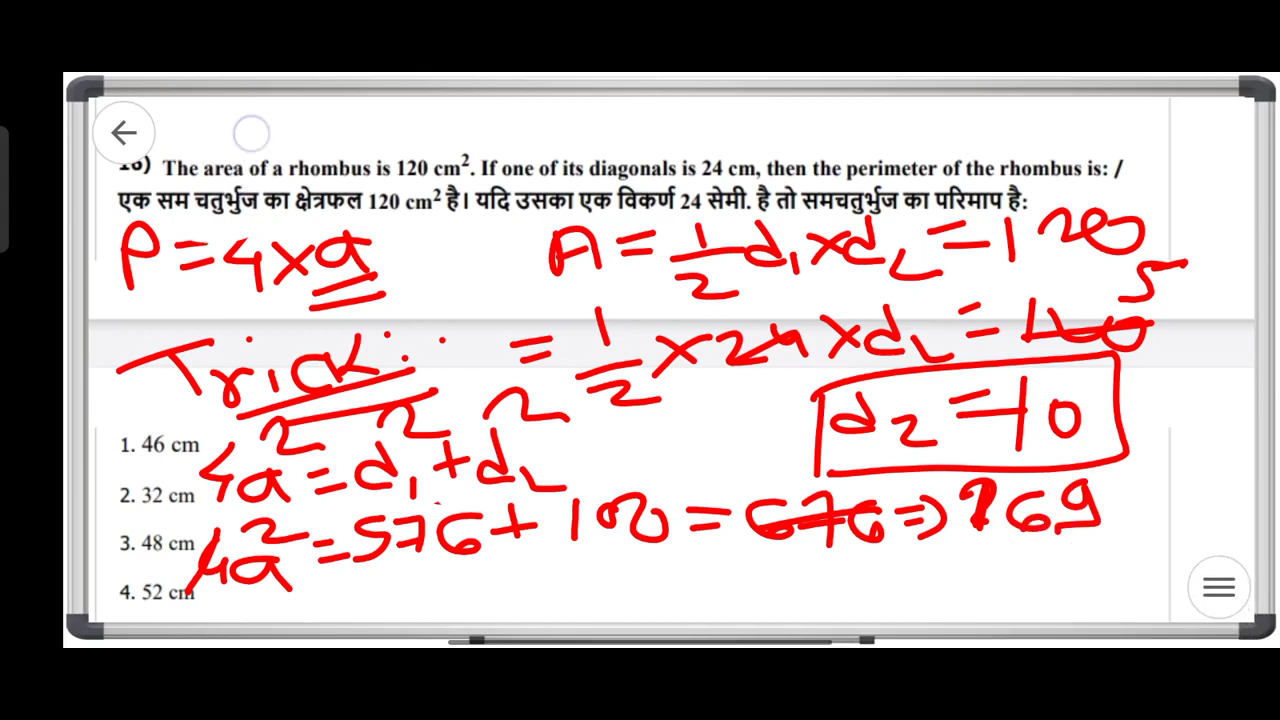 16) The area of a rhombus is 120 cm². If one of its diagonals is 24 cm, then the perimeter of the rhombus is: /
एक सम चतुर्भुज का क्षेत्रफल 120 cm² है। यदि उसका एक विकर्ण 24 सेमी. है तो समचतुर्भुज का परिमाप है:
P = 4 × a
A = 1/2 d₁ × d₂ = 120
5
Trick:
= 1/2 × 24 × d₂ = 120
d₂ = 10
1. 46 cm
4a² = d₁² + d₂²
2. 32 cm
4a² = 576 + 100 = 676 => 169
3. 48 cm
4. 52 cm